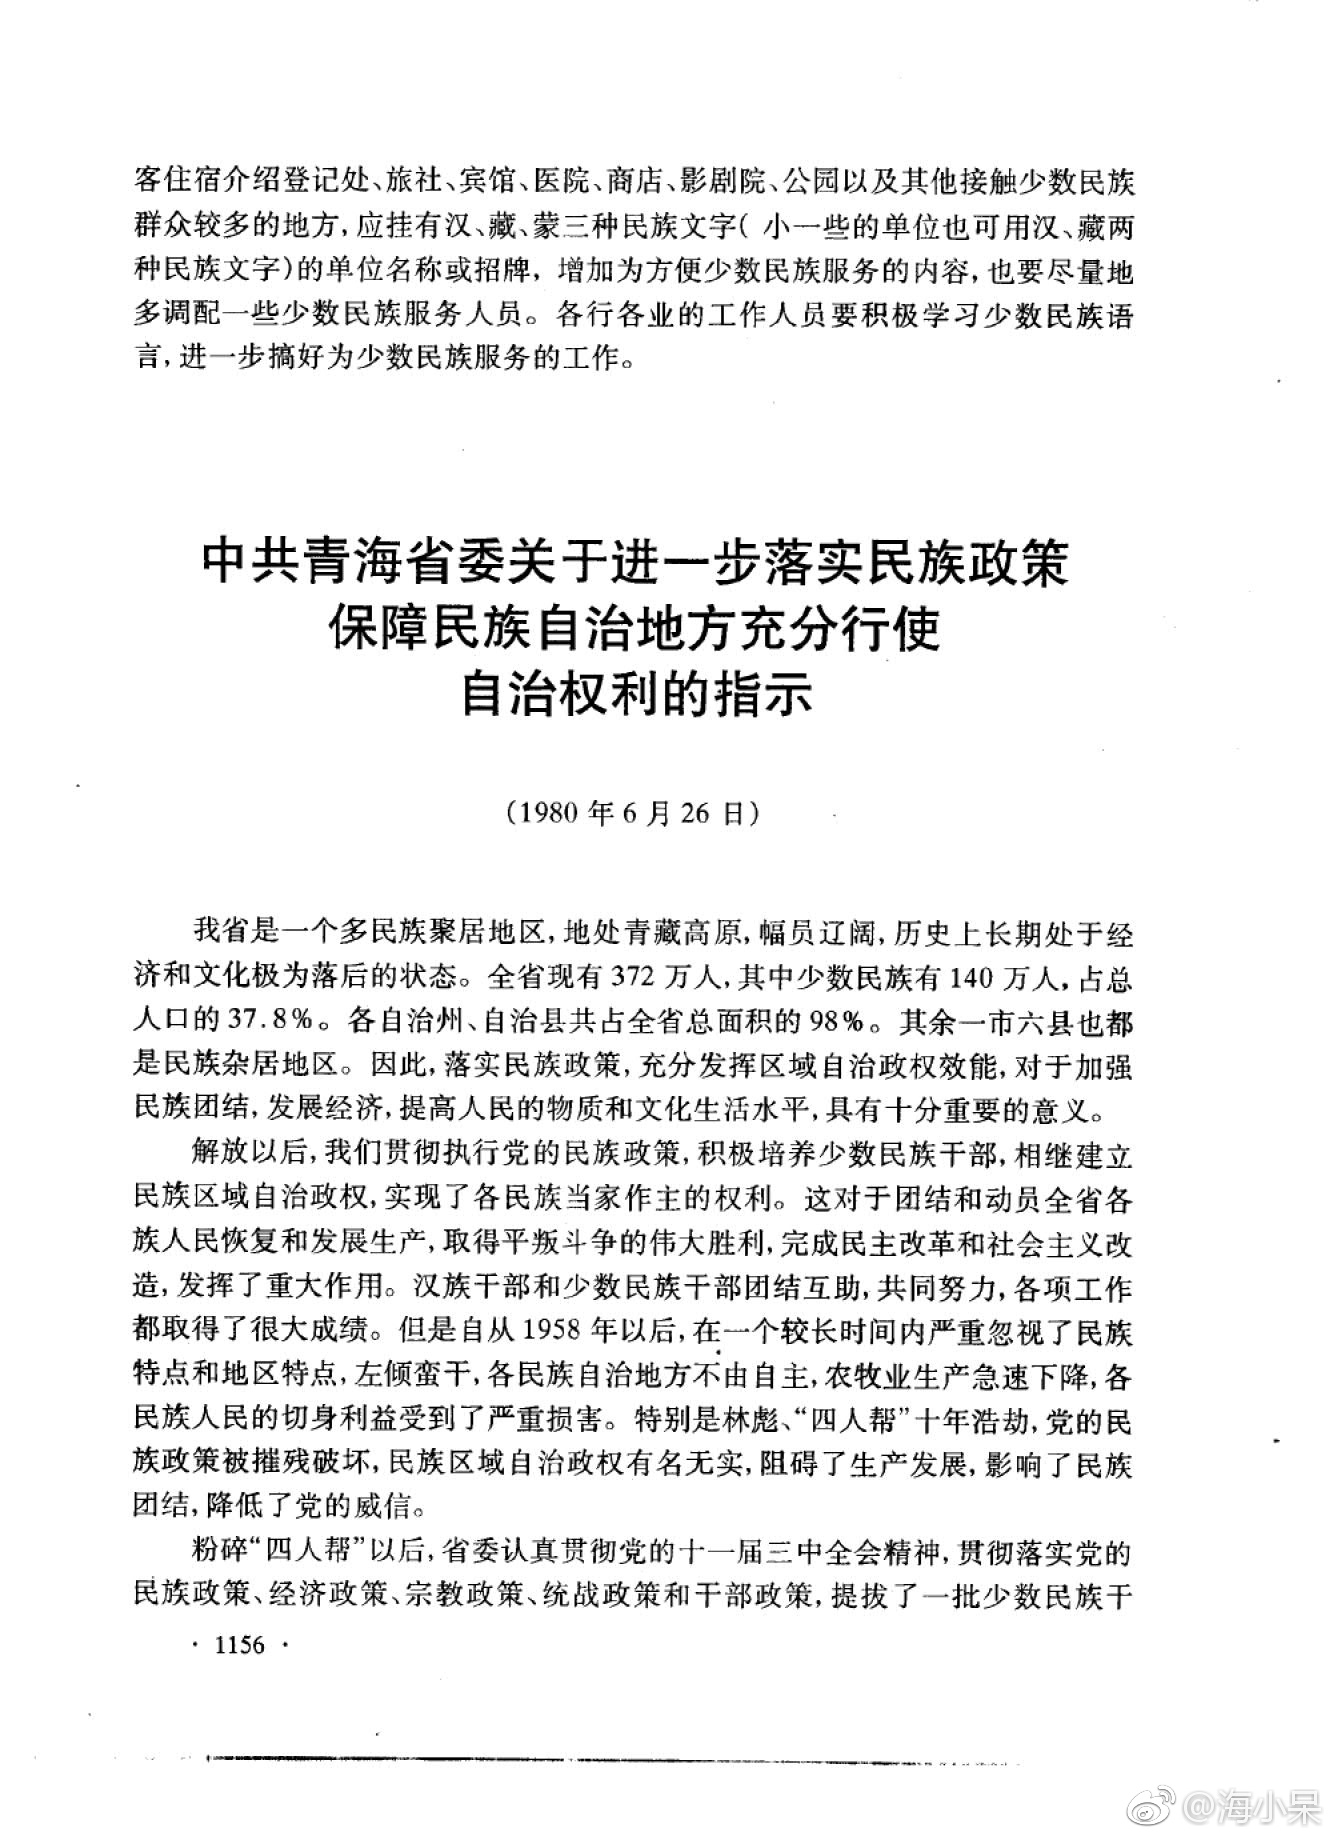 客住宿介绍登记处、旅社、宾馆、医院、商店、影剧院、公园以及其他接触少数民族
群众较多的地方,应挂有汉、藏、蒙三种民族文字(小一些的单位也可用汉、藏两
种民族文字)的单位名称或招牌,增加为方便少数民族服务的内容,也要尽量地
多调配一些少数民族服务人员。各行各业的工作人员要积极学习少数民族语
言,进一步搞好为少数民族服务的工作。
中共青海省委关于进一步落实民族政策
保障民族自治地方充分行使
自治权利的指示
(1980年6月26日)
我省是一个多民族聚居地区,地处青藏高原,幅员辽阔,历史上长期处于经
济和文化极为落后的状态。全省现有372万人,其中少数民族有140万人,占总
人口的37.8%。各自治州、自治县共占全省总面积的98%。其余一市六县也都
是民族杂居地区。因此,落实民族政策,充分发挥区域自治政权效能,对于加强
民族团结,发展经济,提高人民的物质和文化生活水平,具有十分重要的意义。
解放以后,我们贯彻执行党的民族政策,积极培养少数民族干部,相继建立
民族区域自治政权,实现了各民族当家作主的权利。这对于团结和动员全省各
族人民恢复和发展生产,取得平叛斗争的伟大胜利,完成民主改革和社会主义改
造,发挥了重大作用。汉族干部和少数民族干部团结互助,共同努力,各项工作
都取得了很大成绩。但是自从1958年以后,在一个较长时间内严重忽视了民族
特点和地区特点,左倾蛮干,各民族自治地方不由自主,农牧业生产急速下降,各
民族人民的切身利益受到了严重损害。特别是林彪、“四人帮”十年浩劫,党的民
族政策被摧残破坏,民族区域自治政权有名无实,阻碍了生产发展,影响了民族
团结,降低了党的威信。
粉碎“四人帮”以后,省委认真贯彻党的十一届三中全会精神,贯彻落实党的
民族政策、经济政策、宗教政策、统战政策和干部政策,提拔了一批少数民族干
· 1156 ·
@海小呆